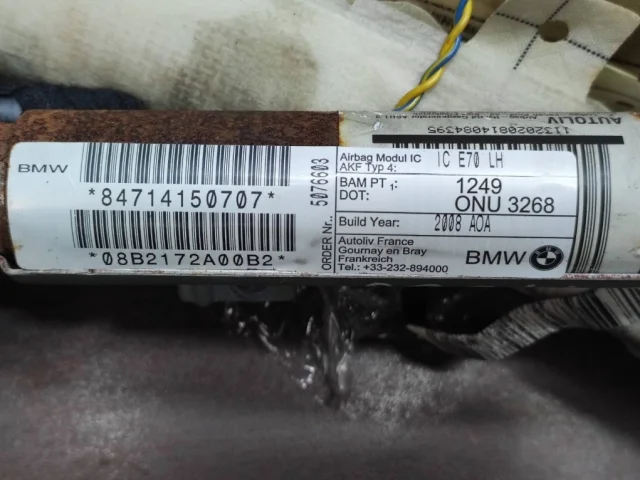 BMW
*84714150707*
*08B2172A00B2*
ORDER Nr.: 5076603
Airbag Modul IC IC E70 LH
AKF Typ 4:
BAM PT 1: 1249
DOT: ONU 3268
Build Year: 2008 AOA
Autoliv France
Gournay en Bray
Frankreich
Tel.: +33-232-894000
BMW
AUTOLIV
1132020814084395